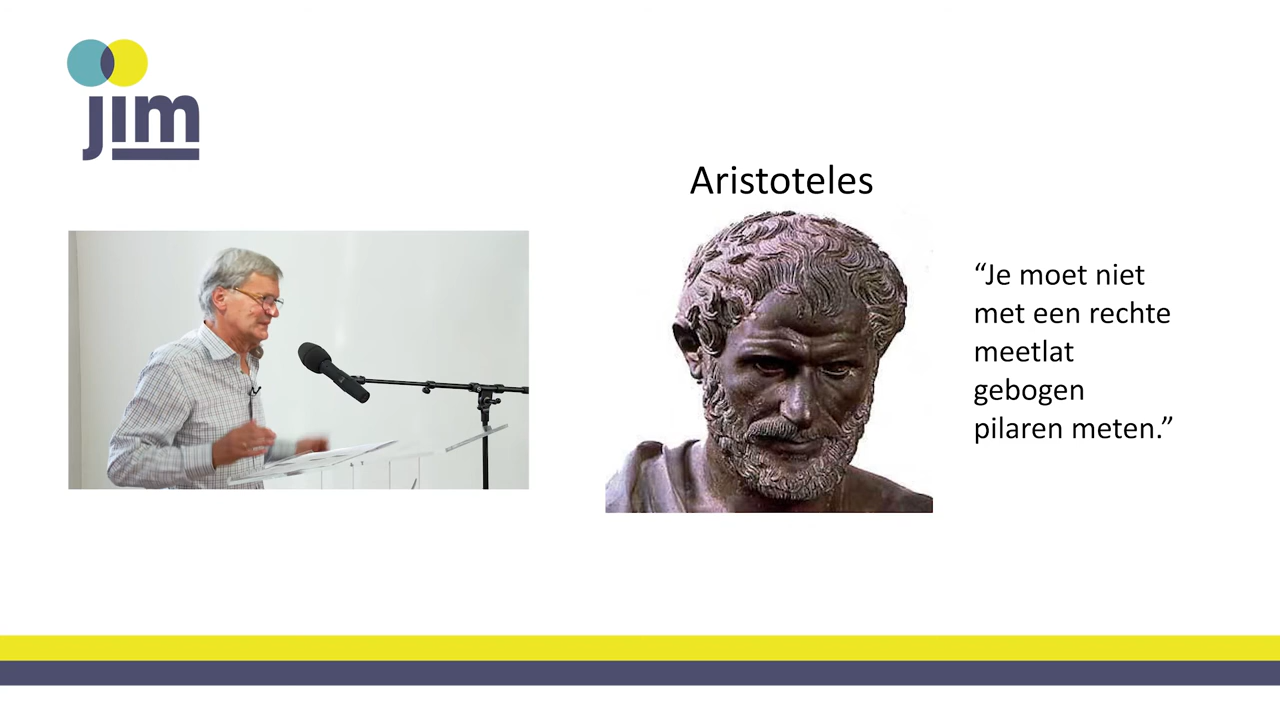 jim
Aristoteles
“Je moet niet
met een rechte
meetlat
gebogen
pilaren meten.”